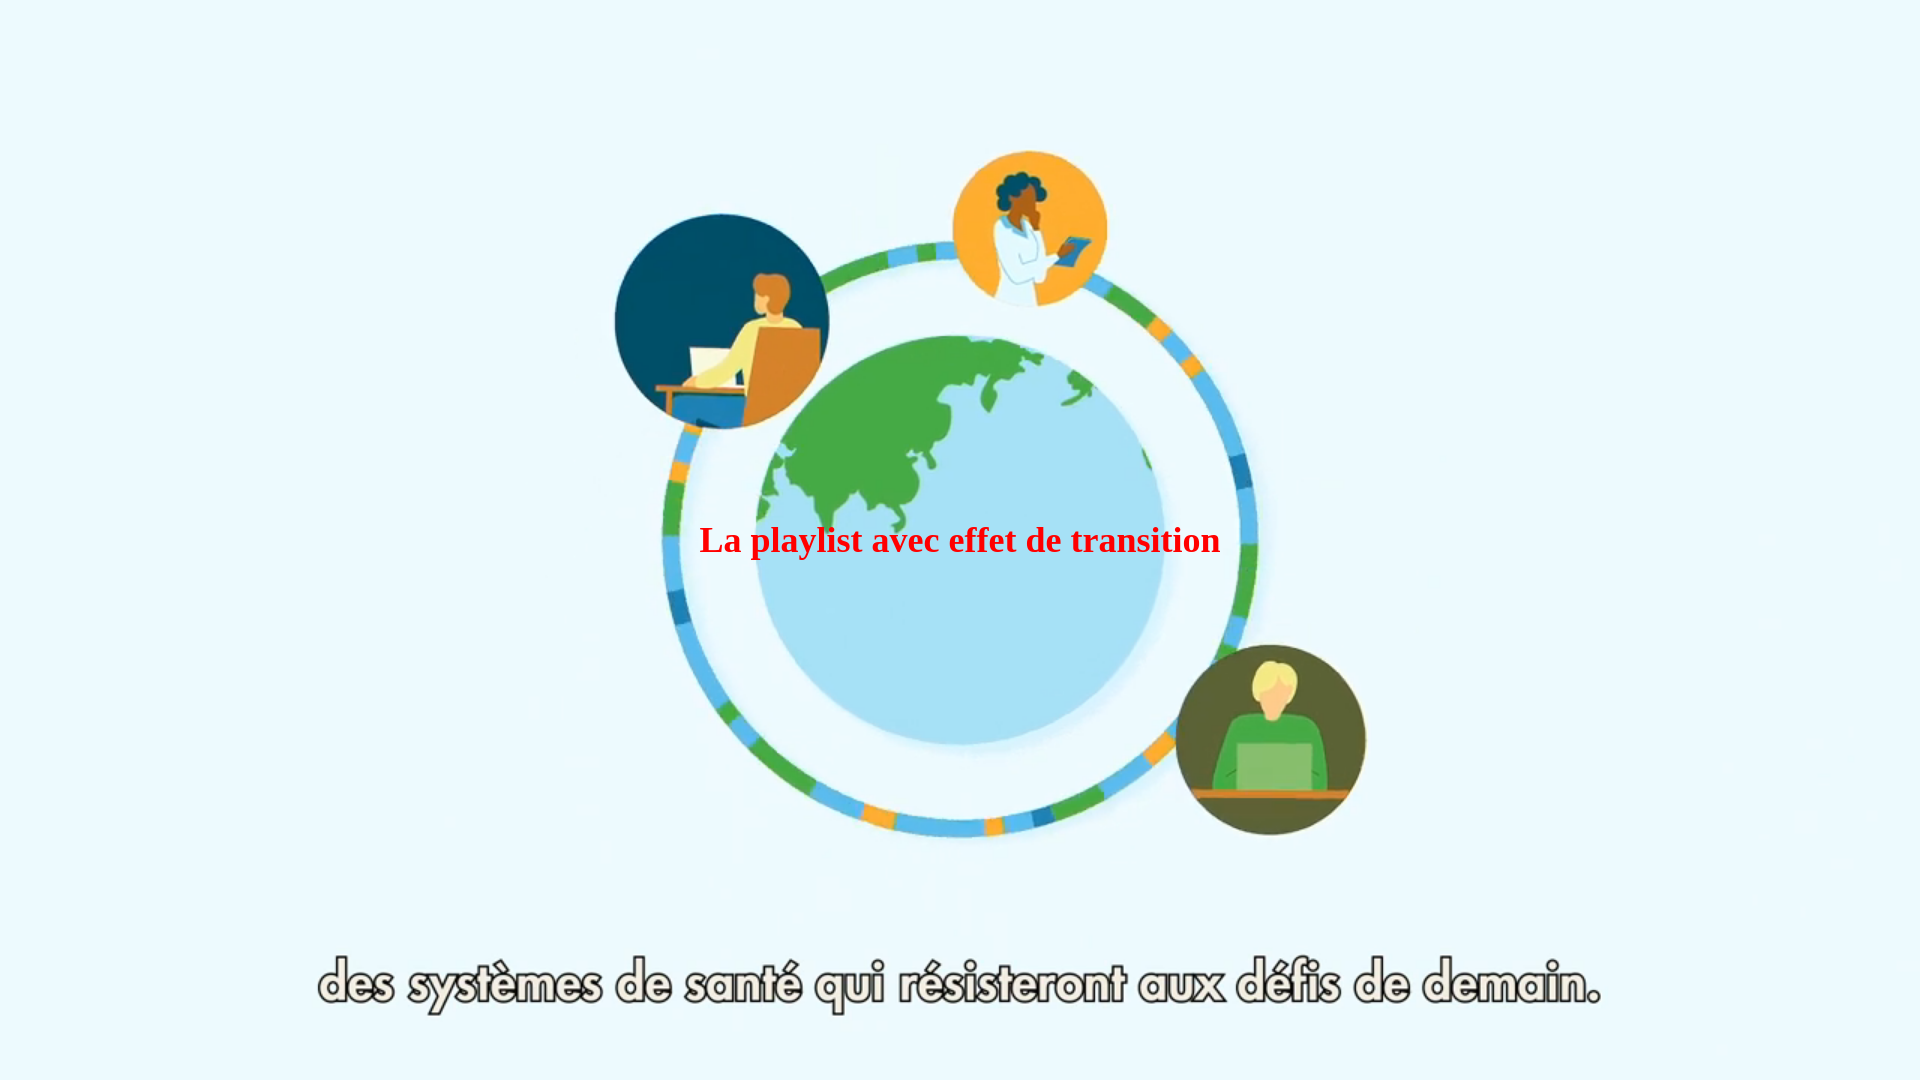 La playlist avec effet de transition
des systèmes de santé qui résisteront aux défis de demain.